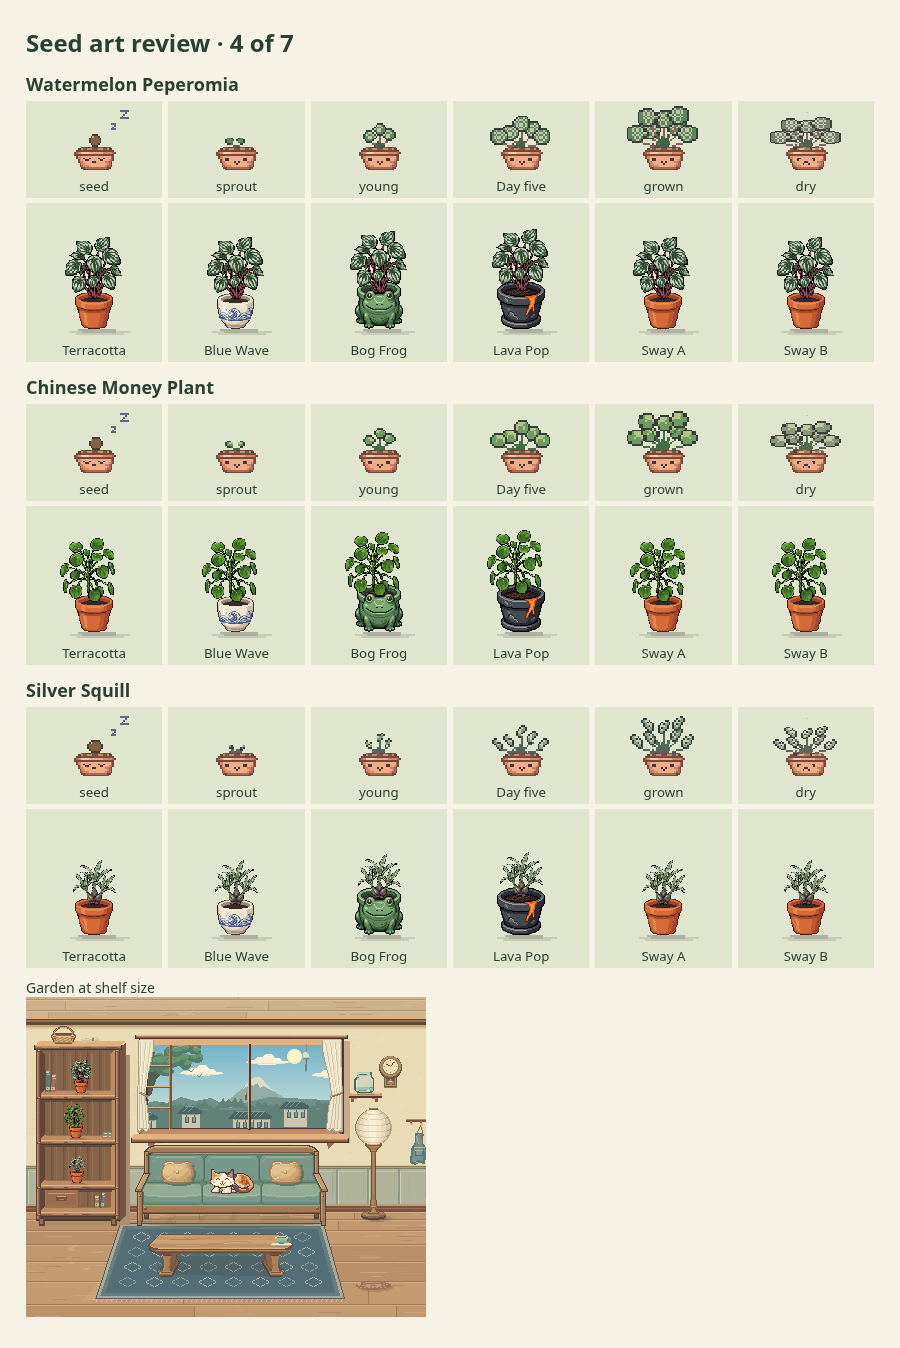 Seed art review · 4 of 7
Watermelon Peperomia
z z
seed sprout young Day five grown dry
Terracotta Blue Wave Bog Frog Lava Pop Sway A Sway B
Chinese Money Plant
z z
seed sprout young Day five grown dry
Terracotta Blue Wave Bog Frog Lava Pop Sway A Sway B
Silver Squill
z z
seed sprout young Day five grown dry
Terracotta Blue Wave Bog Frog Lava Pop Sway A Sway B
Garden at shelf size